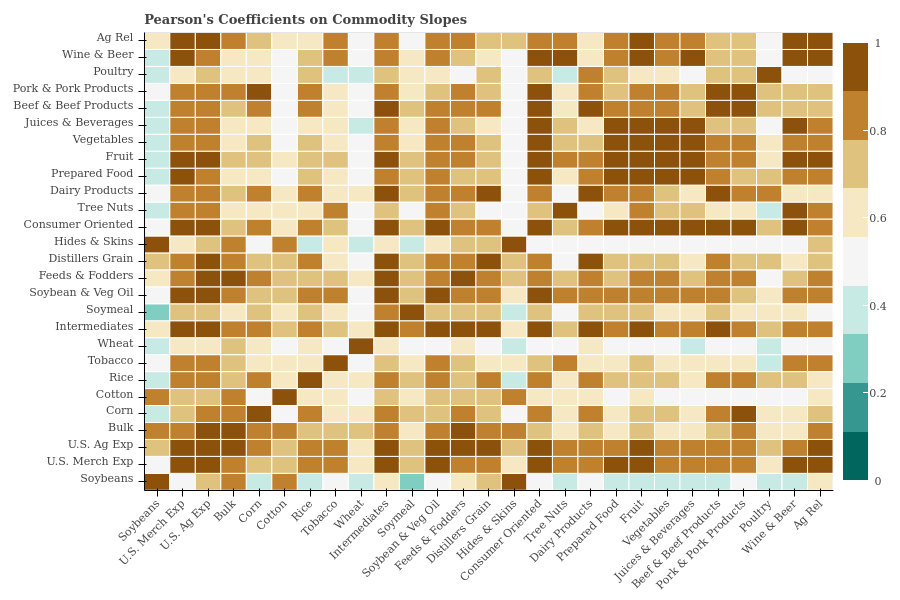 Pearson's Coefficients on Commodity Slopes
Ag Rel
Wine & Beer
Poultry
Pork & Pork Products
Beef & Beef Products
Juices & Beverages
Vegetables
Fruit
Prepared Food
Dairy Products
Tree Nuts
Consumer Oriented
Hides & Skins
Distillers Grain
Feeds & Fodders
Soybean & Veg Oil
Soymeal
Intermediates
Wheat
Tobacco
Rice
Cotton
Corn
Bulk
U.S. Ag Exp
U.S. Merch Exp
Soybeans
1
0.8
0.6
0.4
0.2
0
Soybeans
U.S. Merch Exp
U.S. Ag Exp
Bulk
Corn
Cotton
Rice
Tobacco
Wheat
Intermediates
Soymeal
Soybean & Veg Oil
Feeds & Fodders
Distillers Grain
Hides & Skins
Consumer Oriented
Tree Nuts
Dairy Products
Prepared Food
Fruit
Vegetables
Juices & Beverages
Beef & Beef Products
Pork & Pork Products
Poultry
Wine & Beer
Ag Rel